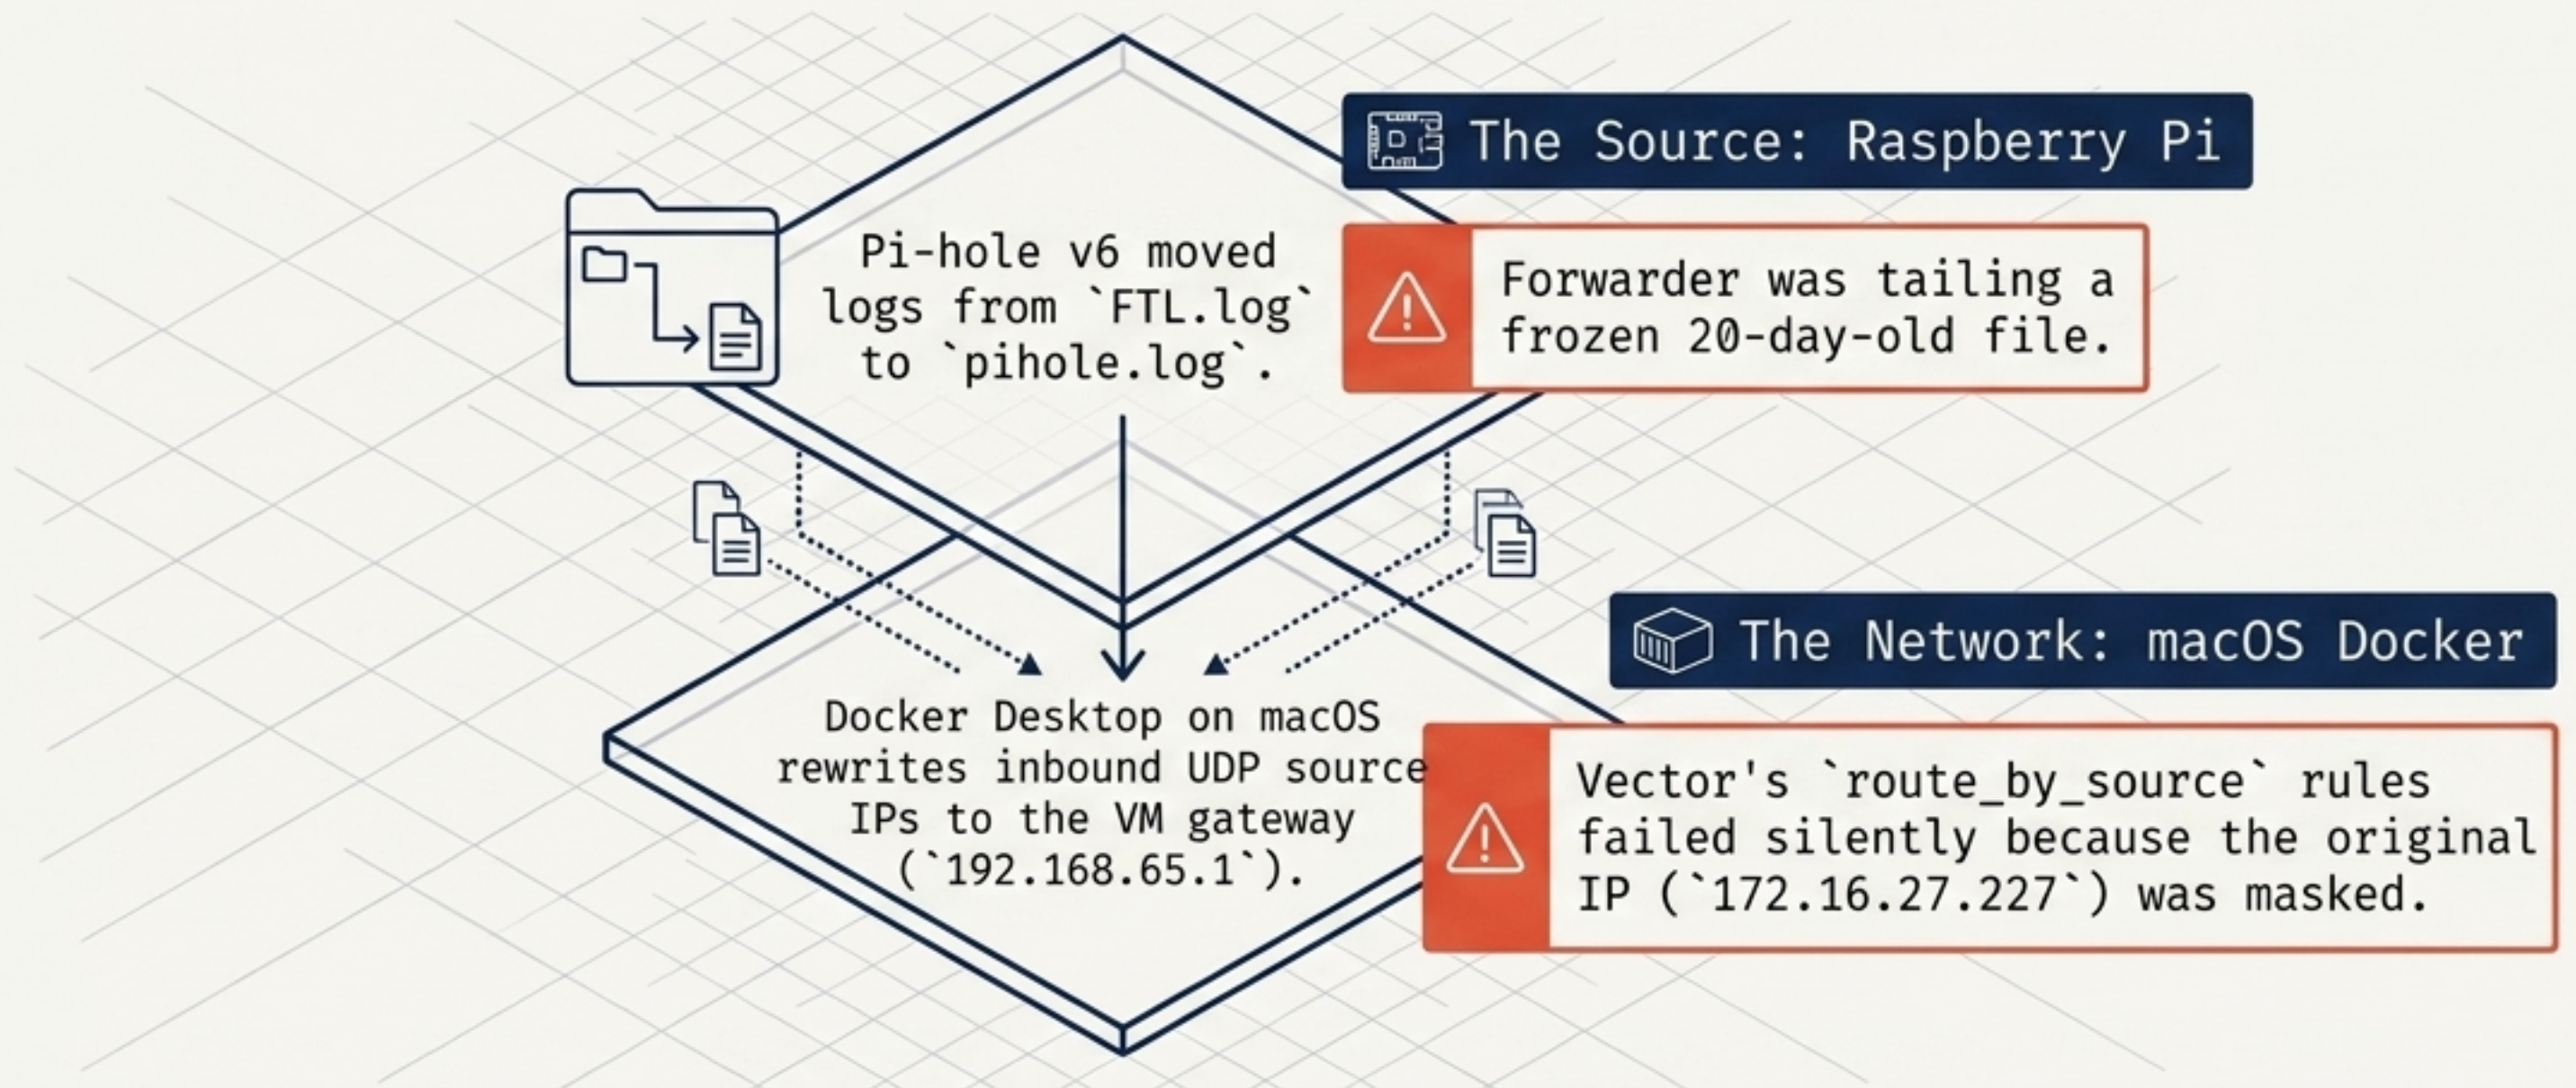 The Source: Raspberry Pi
Pi-hole v6 moved
logs from `FTL.log`
to `pihole.log`.
Forwarder was tailing a
frozen 20-day-old file.
The Network: macOS Docker
Docker Desktop on macOS
rewrites inbound UDP source
IPs to the VM gateway
(`192.168.65.1`).
Vector's `route_by_source` rules
failed silently because the original
IP (`172.16.27.227`) was masked.